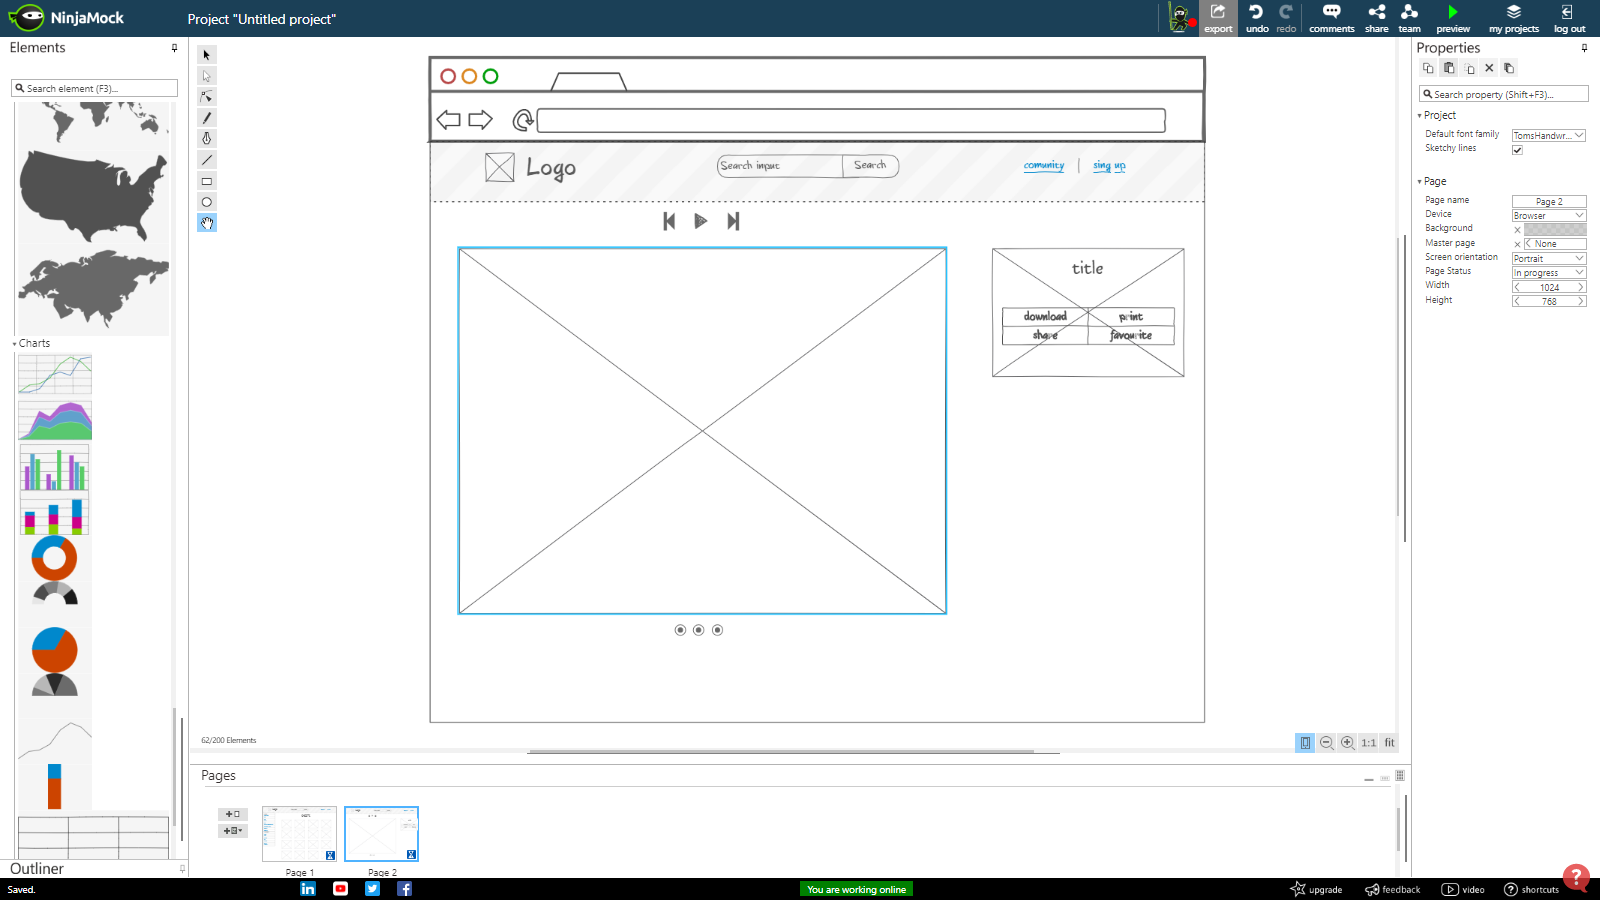 NinjaMock
Project "Untitled project"
export
undo
redo
comments
share
team
preview
my projects
log out
Elements
Search element (F3)...
Charts
Outliner
Logo
Search input
Search
comunity
sing up
title
download
print
share
favourite
62/200 Elements
1:1
fit
Pages
Page 1
Page 2
Properties
Search property (Shift+F3)...
Project
Default font family
TomsHandwr...
Sketchy lines
Page
Page name
Page 2
Device
Browser
Background
Master page
None
Screen orientation
Portrait
Page Status
In progress
Width
1024
Height
768
Saved.
You are working online
upgrade
feedback
video
shortcuts